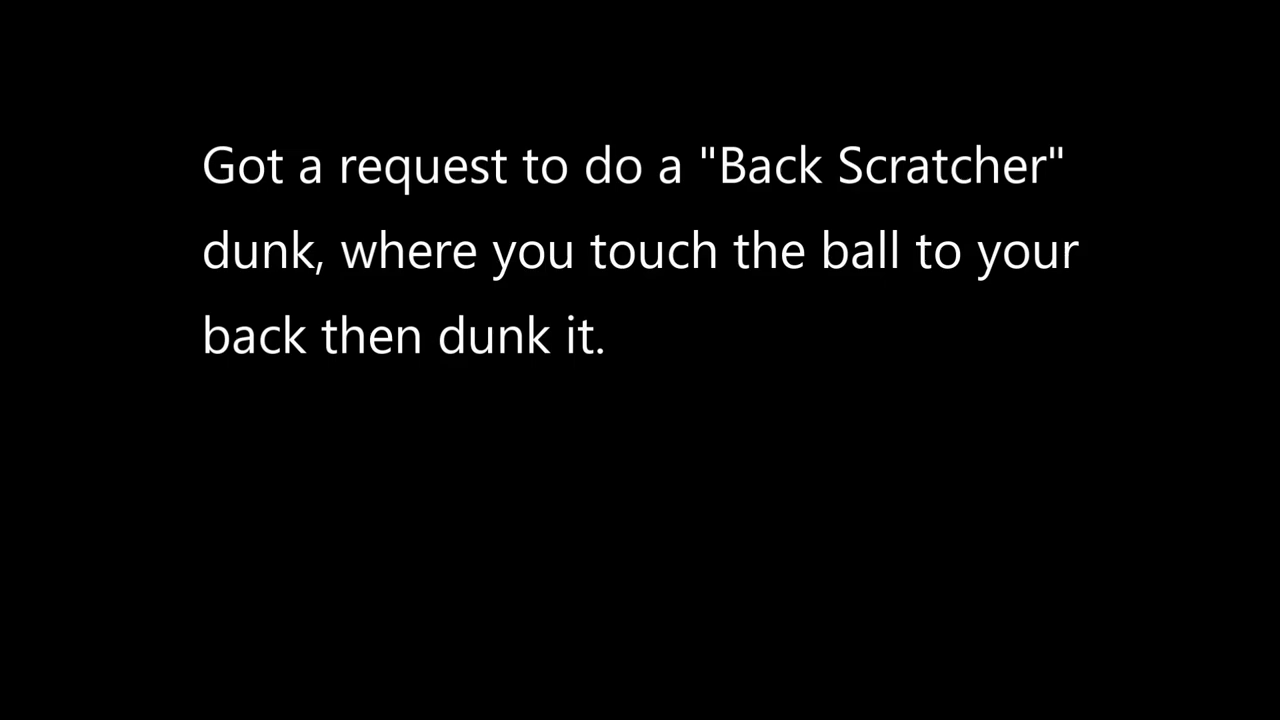 Got a request to do a "Back Scratcher"
dunk, where you touch the ball to your
back then dunk it.